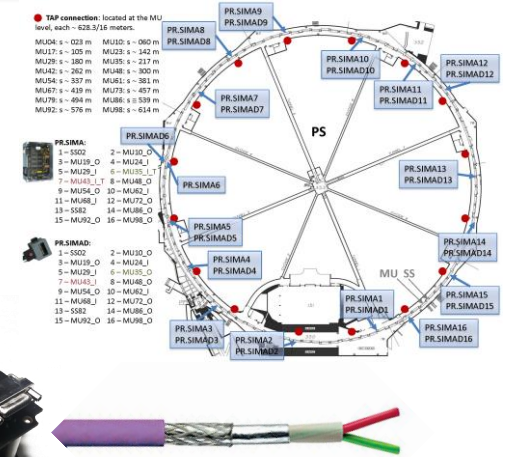 TAP connection: located at the MU
level, each ~ 628.3/16 meters.
MU04: s ~ 023 m MU10: s ~ 060 m
MU17: s ~ 105 m MU23: s ~ 142 m
MU29: s ~ 180 m MU35: s ~ 217 m
MU42: s ~ 262 m MU48: s ~ 300 m
MU54: s ~ 337 m MU61: s ~ 381 m
MU67: s ~ 419 m MU73: s ~ 457 m
MU79: s ~ 494 m MU86: s ≅ 539 m
MU92: s ~ 576 m MU98: s ~ 614 m
PR.SIMA:
1 – SS02 2 – MU10_O
3 – MU19_O 4 – MU24_I
5 – MU29_I 6 – MU35_I_T
7 – MU43_I_T 8 – MU48_O
9 – MU54_O 10 – MU62_I
11 – MU68_I 12 – MU72_O
13 – SS82 14 – MU86_O
15 – MU92_O 16 – MU98_O
PR.SIMAD:
1 – SS02 2 – MU10_O
3 – MU19_O 4 – MU24_I
5 – MU29_I 6 – MU35_O
7 – MU43_I 8 – MU48_O
9 – MU54_O 10 – MU62_I
11 – MU68_I 12 – MU72_O
13 – SS82 14 – MU86_O
15 – MU92_O 16 – MU98_O
PR.SIMA9
PR.SIMAD9
PR.SIMA8
PR.SIMAD8
PR.SIMA10
PR.SIMAD10
PR.SIMA12
PR.SIMAD12
PR.SIMA11
PR.SIMAD11
PR.SIMA7
PR.SIMAD7
PS
PR.SIMAD6
PR.SIMA6
PR.SIMA13
PR.SIMAD13
PR.SIMA5
PR.SIMAD5
PR.SIMA14
PR.SIMAD14
PR.SIMA4
PR.SIMAD4
MU_SS
PR.SIMA15
PR.SIMAD15
PR.SIMA1
PR.SIMAD1
PR.SIMA3
PR.SIMAD3
PR.SIMA2
PR.SIMAD2
PR.SIMA16
PR.SIMAD16